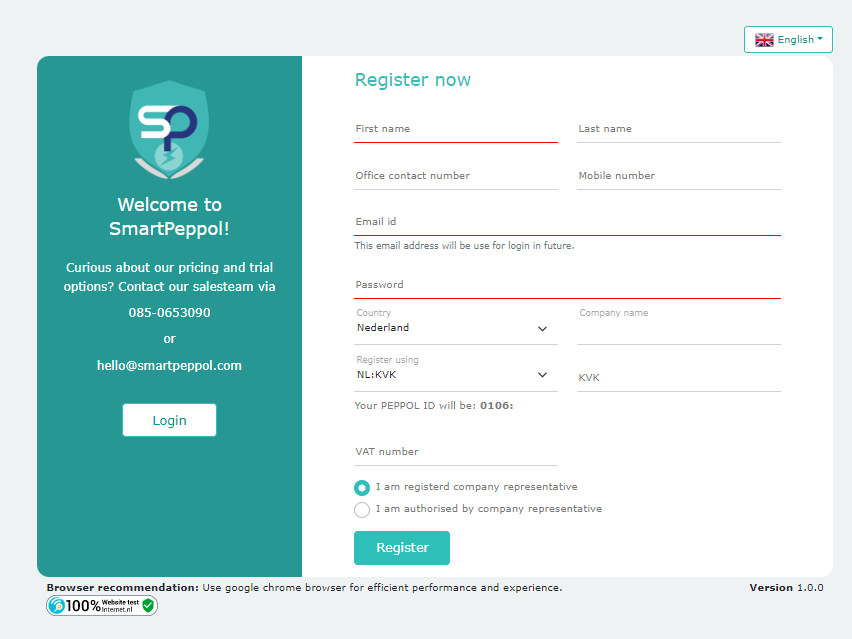 English
SP
Welcome to
SmartPeppol!
Curious about our pricing and trial
options? Contact our salesteam via
085-0653090
or
hello@smartpeppol.com
Login
Register now
First name
Last name
Office contact number
Mobile number
Email id
This email address will be use for login in future.
Password
Country
Nederland
Company name
Register using
NL:KVK
KVK
Your PEPPOL ID will be: 0106:
VAT number
I am registerd company representative
I am authorised by company representative
Register
Browser recommendation: Use google chrome browser for efficient performance and experience.
Version 1.0.0
100%
Website test
Internet.nl